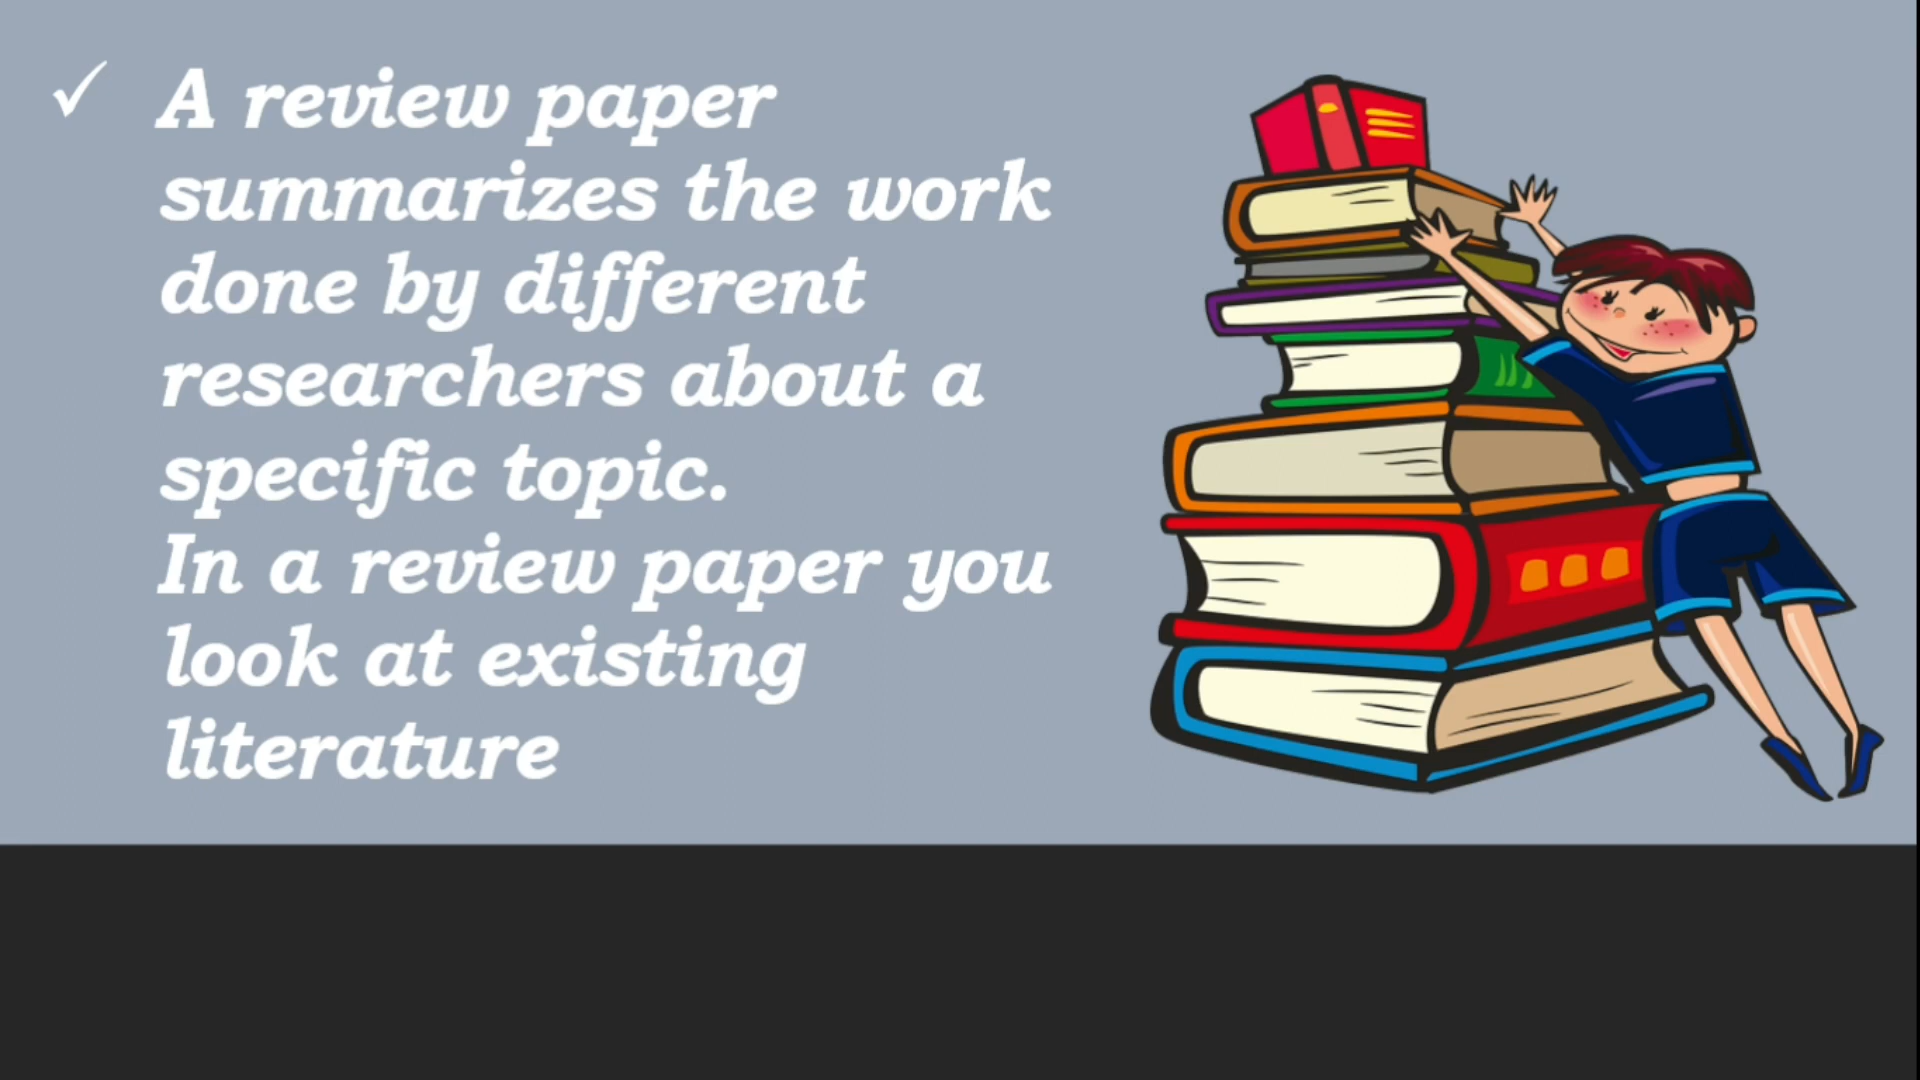 ✓ A review paper
summarizes the work
done by different
researchers about a
specific topic.
In a review paper you
look at existing
literature